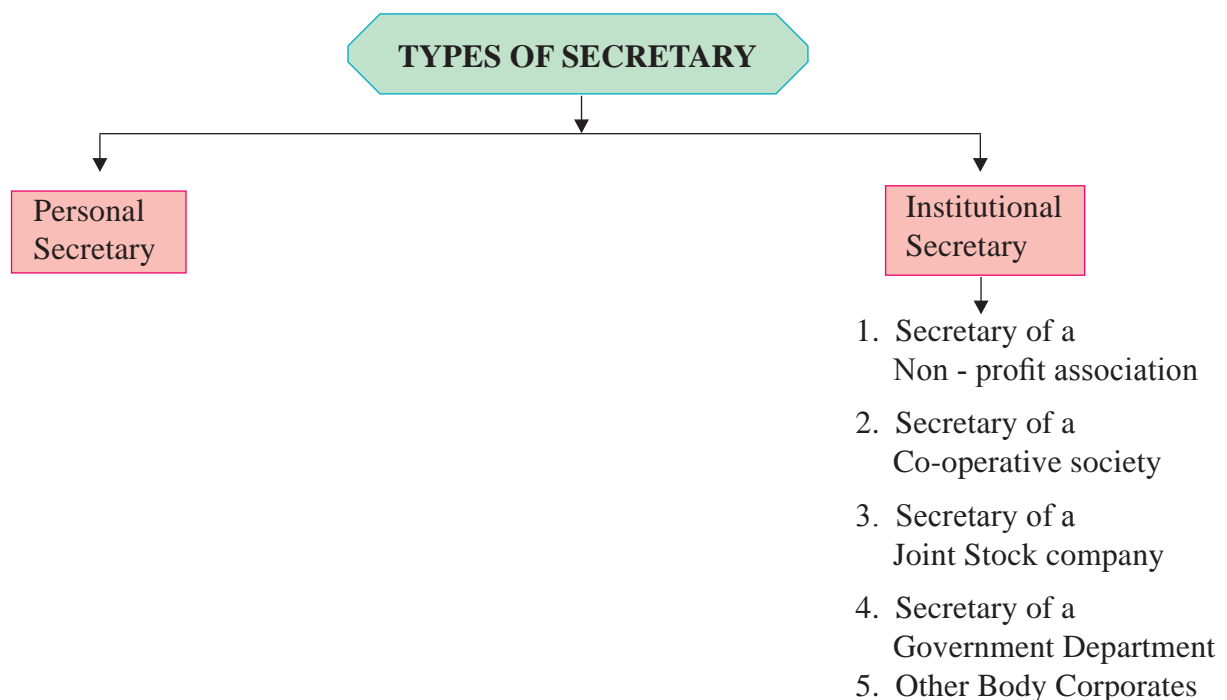 TYPES OF SECRETARY
Personal
Secretary
Institutional
Secretary
1. Secretary of a
Non - profit association
2. Secretary of a
Co-operative society
3. Secretary of a
Joint Stock company
4. Secretary of a
Government Department
5. Other Body Corporates